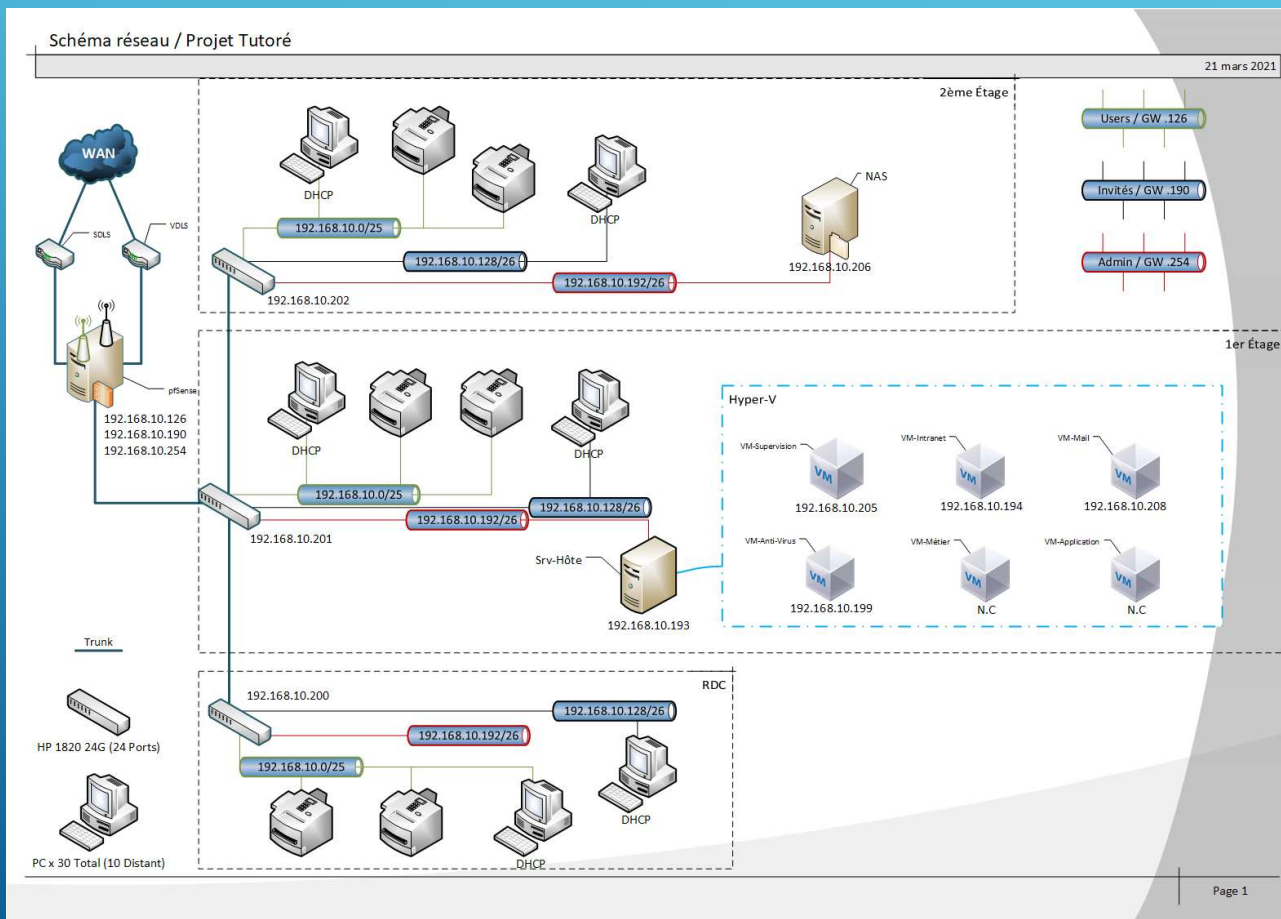 Schéma réseau / Projet Tutoré
21 mars 2021
2ème Étage
WAN
SDLS
VDLS
pfSense
192.168.10.126
192.168.10.190
192.168.10.254
DHCP
DHCP
192.168.10.0/25
192.168.10.128/26
192.168.10.192/26
192.168.10.202
NAS
192.168.10.206
Users / GW .126
Invités / GW .190
Admin / GW .254
1er Étage
DHCP
DHCP
192.168.10.0/25
192.168.10.128/26
192.168.10.192/26
192.168.10.201
Srv-Hôte
192.168.10.193
Hyper-V
VM-Supervision
VM
192.168.10.205
VM-Intranet
VM
192.168.10.194
VM-Mail
VM
192.168.10.208
VM-Anti-Virus
VM
192.168.10.199
VM-Métier
VM
N.C
VM-Application
VM
N.C
RDC
192.168.10.200
192.168.10.128/26
192.168.10.192/26
192.168.10.0/25
DHCP
DHCP
Trunk
HP 1820 24G (24 Ports)
PC x 30 Total (10 Distant)
Page 1